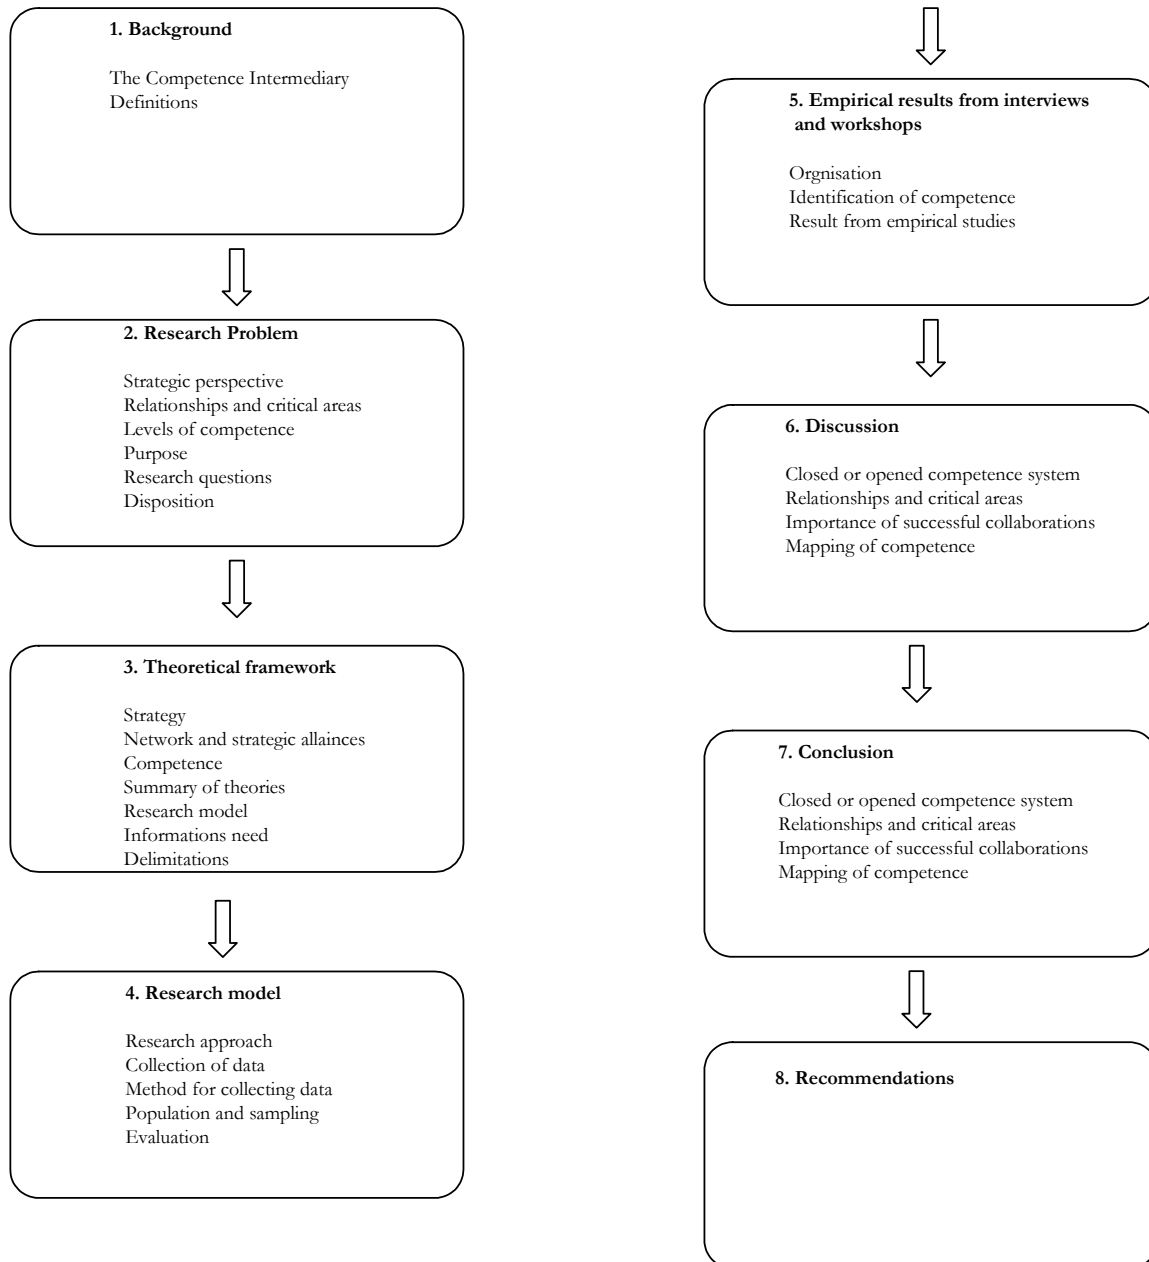 1. Background
The Competence Intermediary
Definitions
2. Research Problem
Strategic perspective
Relationships and critical areas
Levels of competence
Purpose
Research questions
Disposition
3. Theoretical framework
Strategy
Network and strategic allainces
Competence
Summary of theories
Research model
Informations need
Delimitations
4. Research model
Research approach
Collection of data
Method for collecting data
Population and sampling
Evaluation
5. Empirical results from interviews
and workshops
Orgnisation
Identification of competence
Result from empirical studies
6. Discussion
Closed or opened competence system
Relationships and critical areas
Importance of successful collaborations
Mapping of competence
7. Conclusion
Closed or opened competence system
Relationships and critical areas
Importance of successful collaborations
Mapping of competence
8. Recommendations